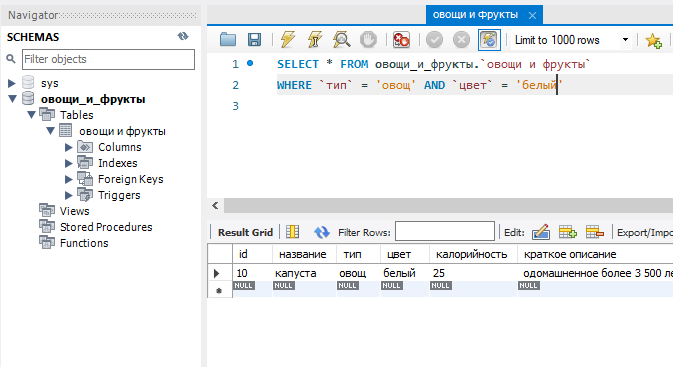 Navigator
SCHEMAS
Filter objects
sys
овощи_и_фрукты
Tables
овощи и фрукты
Columns
Indexes
Foreign Keys
Triggers
Views
Stored Procedures
Functions
овощи и фрукты
Limit to 1000 rows
1 SELECT * FROM овощи_и_фрукты.`овощи и фрукты`
2 WHERE `тип` = 'овощ' AND `цвет` = 'белый'
3
Result Grid Filter Rows: Edit: Export/Impo
id название тип цвет калорийность краткое описание
10 капуста овощ белый 25 одомашненное более 3 500 ле
NULL NULL NULL NULL NULL NULL